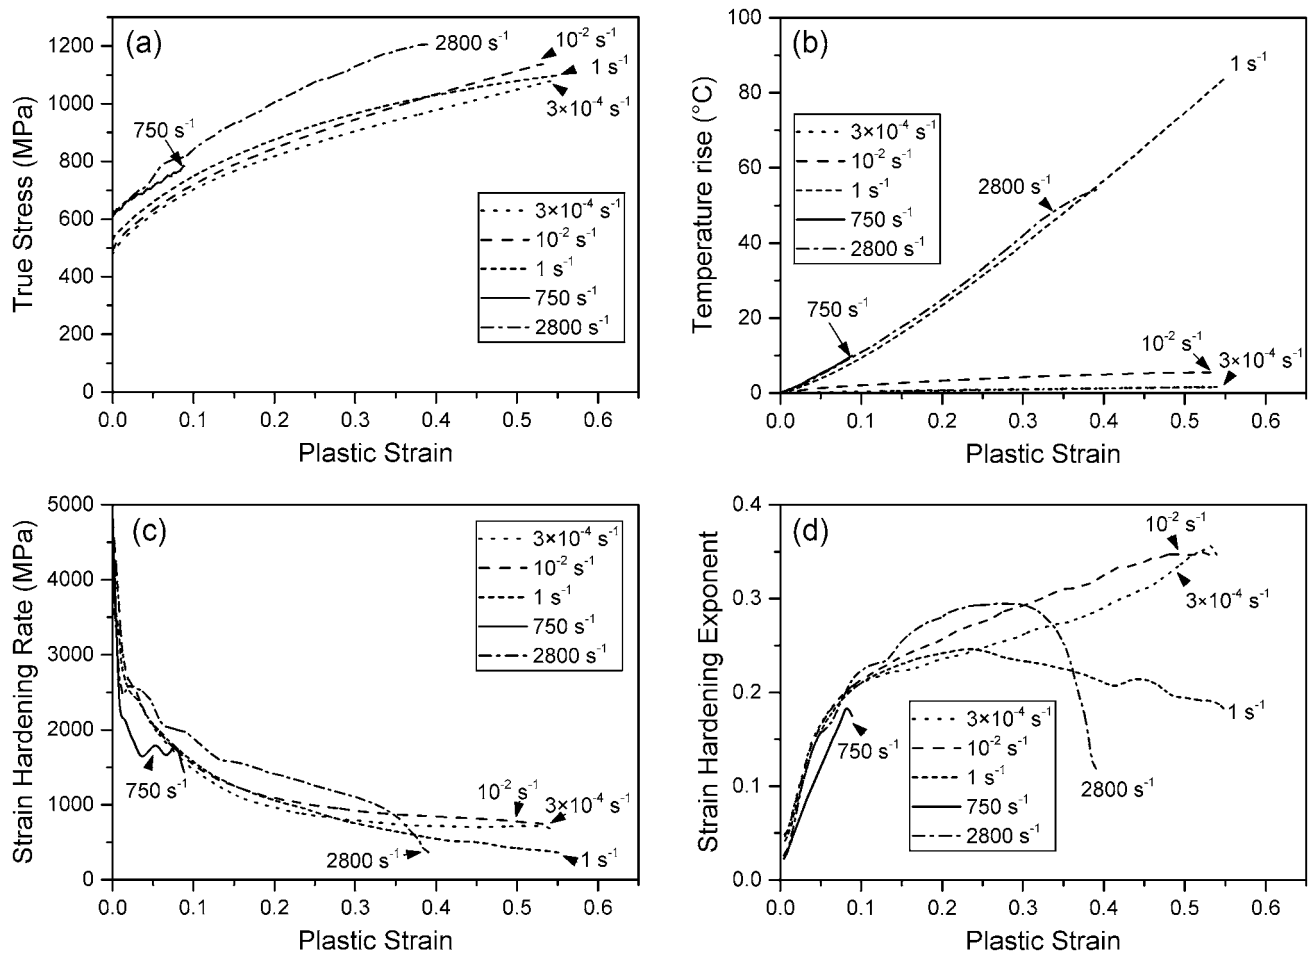 (a)
2800 s⁻¹
10⁻² s⁻¹
1 s⁻¹
3×10⁻⁴ s⁻¹
750 s⁻¹
3×10⁻⁴ s⁻¹
10⁻² s⁻¹
1 s⁻¹
750 s⁻¹
2800 s⁻¹
True Stress (MPa)
1200
1000
800
600
400
200
0
0.0 0.1 0.2 0.3 0.4 0.5 0.6
Plastic Strain
(b)
1 s⁻¹
3×10⁻⁴ s⁻¹
10⁻² s⁻¹
1 s⁻¹
750 s⁻¹
2800 s⁻¹
2800 s⁻¹
750 s⁻¹
10⁻² s⁻¹
3×10⁻⁴ s⁻¹
Temperature rise (°C)
100
80
60
40
20
0
0.0 0.1 0.2 0.3 0.4 0.5 0.6
Plastic Strain
(c)
3×10⁻⁴ s⁻¹
10⁻² s⁻¹
1 s⁻¹
750 s⁻¹
2800 s⁻¹
750 s⁻¹
10⁻² s⁻¹
3×10⁻⁴ s⁻¹
2800 s⁻¹
1 s⁻¹
Strain Hardening Rate (MPa)
5000
4000
3000
2000
1000
0
0.0 0.1 0.2 0.3 0.4 0.5 0.6
Plastic Strain
(d)
10⁻² s⁻¹
3×10⁻⁴ s⁻¹
1 s⁻¹
750 s⁻¹
2800 s⁻¹
3×10⁻⁴ s⁻¹
10⁻² s⁻¹
1 s⁻¹
750 s⁻¹
2800 s⁻¹
Strain Hardening Exponent
0.4
0.3
0.2
0.1
0.0
0.0 0.1 0.2 0.3 0.4 0.5 0.6
Plastic Strain